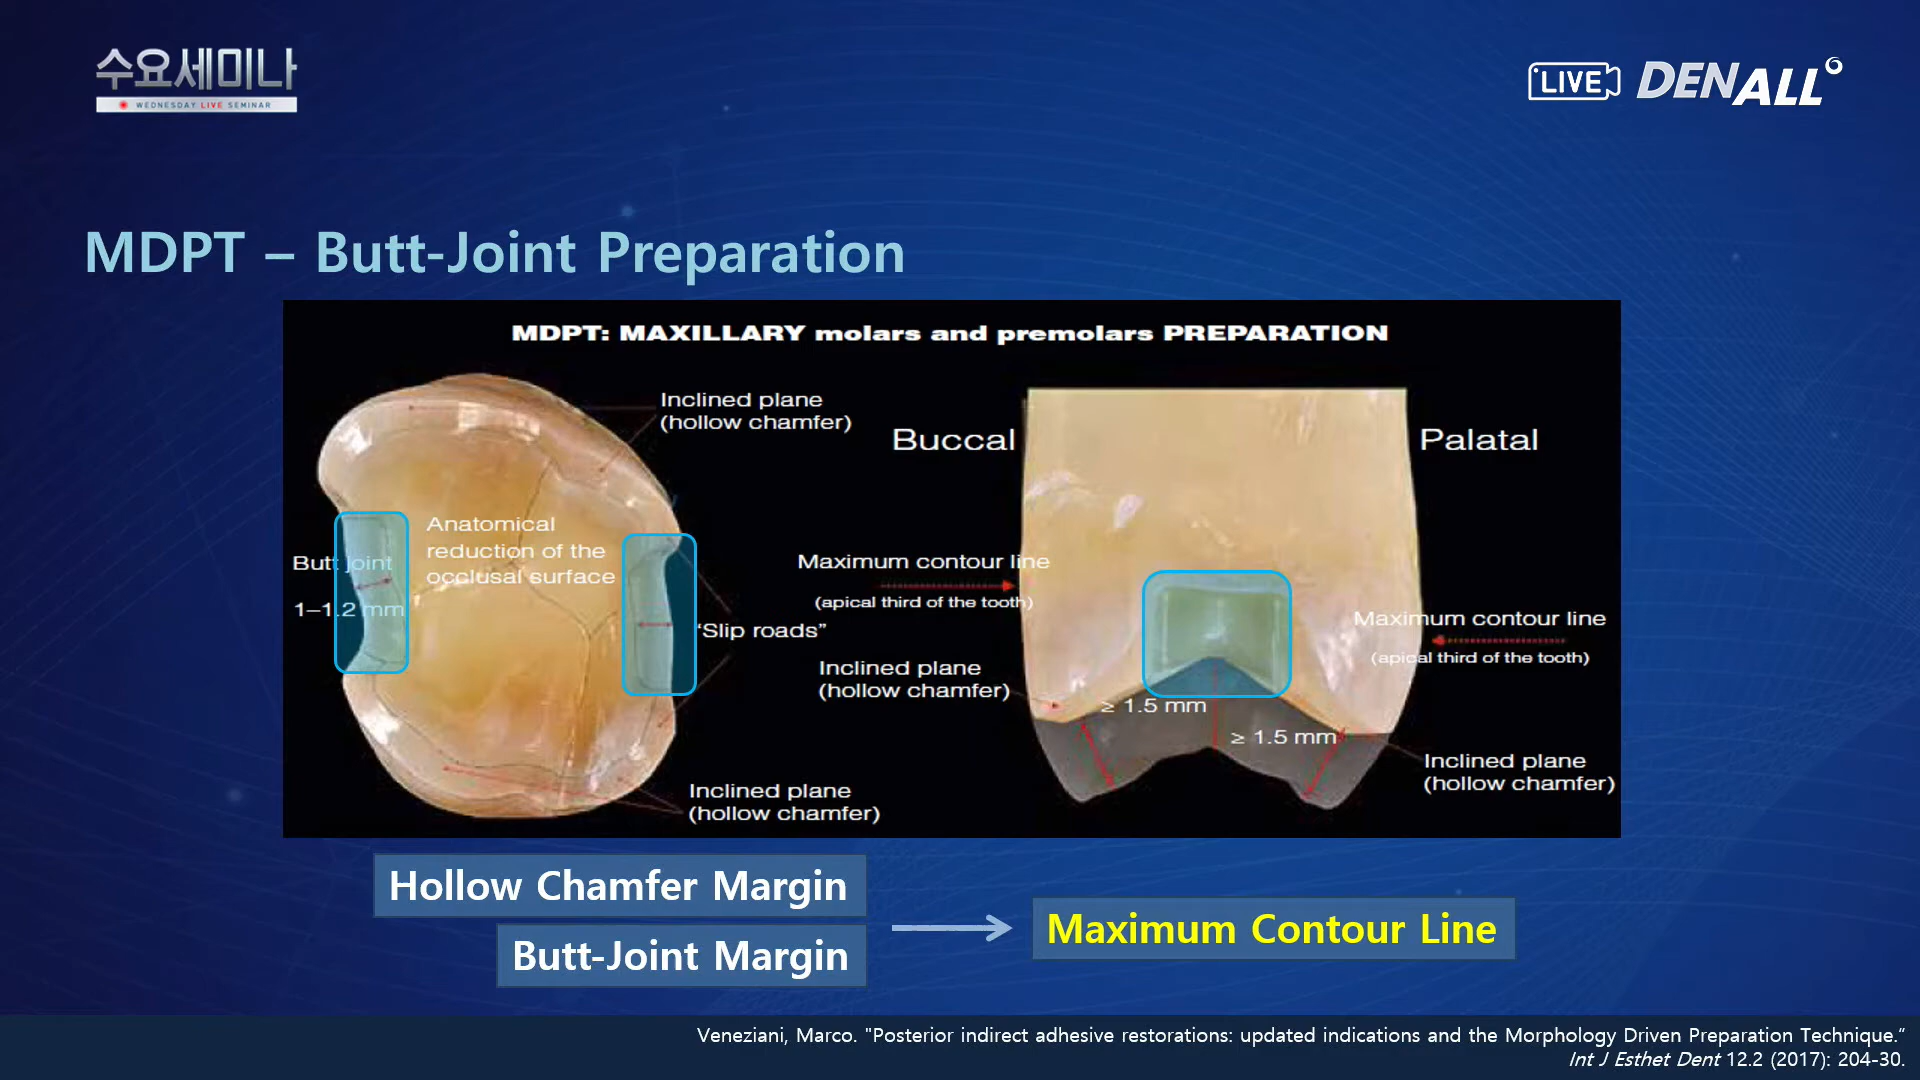 수요세미나
WEDNESDAY LIVE SEMINAR
LIVE DENALL
MDPT – Butt-Joint Preparation
MDPT: MAXILLARY molars and premolars PREPARATION
Inclined plane
(hollow chamfer)
Anatomical
reduction of the
occlusal surface
Butt joint
1–1.2 mm
"Slip roads"
Inclined plane
(hollow chamfer)
Buccal
Palatal
Maximum contour line
(apical third of the tooth)
Maximum contour line
(apical third of the tooth)
Inclined plane
(hollow chamfer)
≥ 1.5 mm
≥ 1.5 mm
Inclined plane
(hollow chamfer)
Hollow Chamfer Margin
Butt-Joint Margin
Maximum Contour Line
Veneziani, Marco. "Posterior indirect adhesive restorations: updated indications and the Morphology Driven Preparation Technique."
Int J Esthet Dent 12.2 (2017): 204-30.